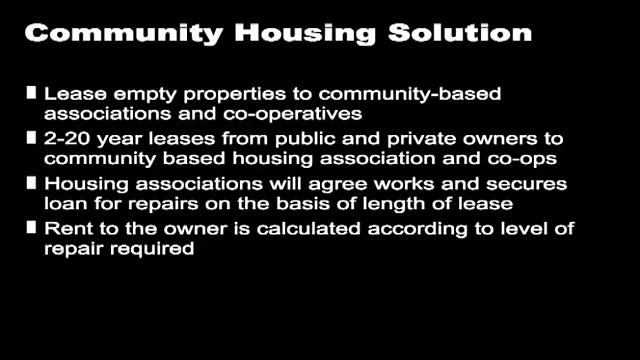 Community Housing Solution
Lease empty properties to community-based
associations and co-operatives
2-20 year leases from public and private owners to
community based housing association and co-ops
Housing associations will agree works and secures
loan for repairs on the basis of length of lease
Rent to the owner is calculated according to level of
repair required